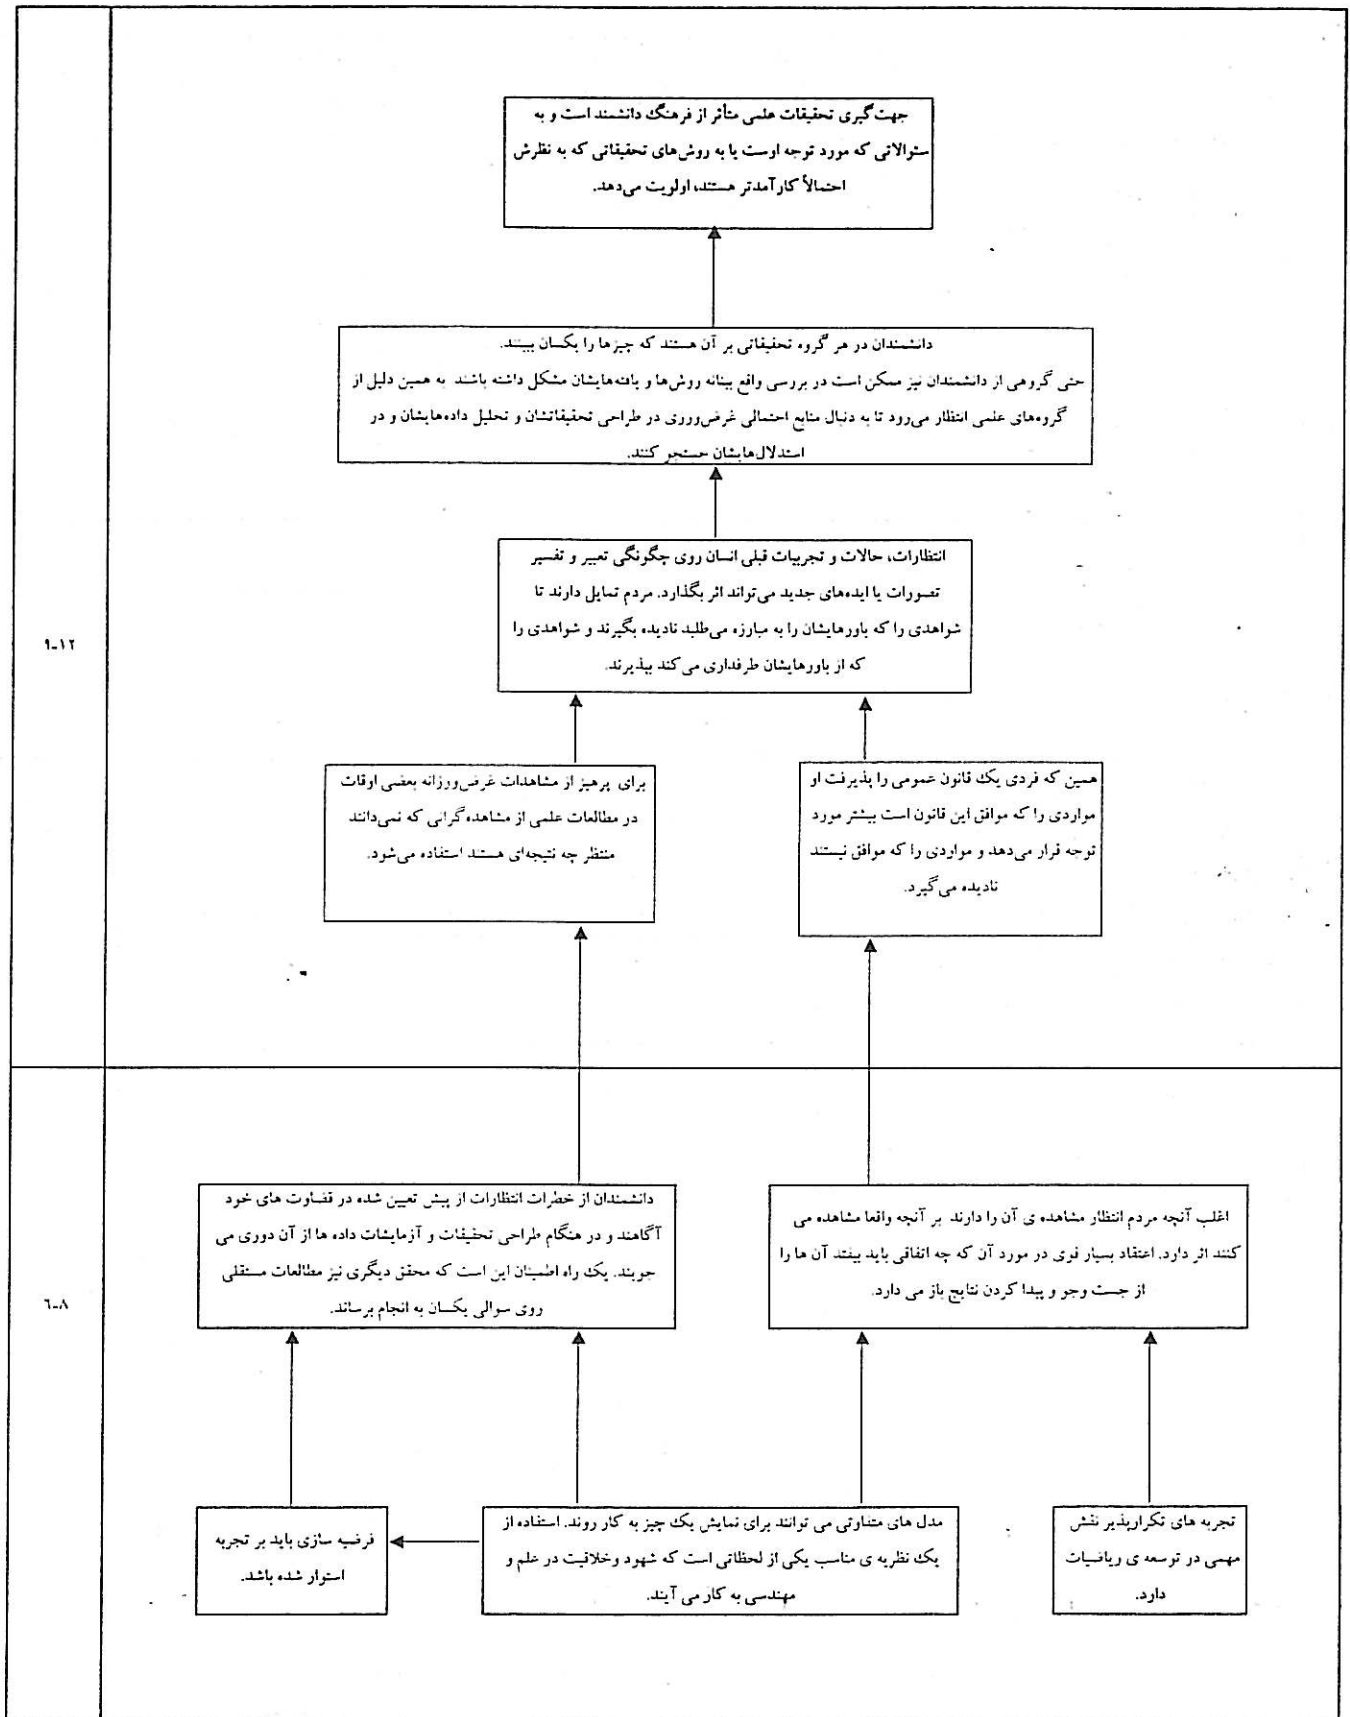 جهت‌گیری تحقیقات علمی متأثر از فرهنگ دانشمند است و به
سئوالاتی که مورد توجه اوست یا به روش‌های تحقیقاتی که به نظرش
احتمالاً کارآمدتر هستند، اولویت می‌دهد.
دانشمندان در هر گروه تحقیقاتی بر آن هستند که چیزها را یکسان ببینند.
حتی گروهی از دانشمندان نیز ممکن است در بررسی واقع بینانه روش‌ها و یافته‌هایشان مشکل داشته باشند به همین دلیل از
گروه‌های علمی انتظار می‌رود تا به دنبال منابع احتمالی غرض‌ورزی در طراحی تحقیقاتشان و تحلیل داده‌هایشان و در
استدلال‌هایشان جستجو کنند.
انتظارات، حالات و تجربیات قبلی انسان روی چگونگی تعبیر و تفسیر
تصورات یا ایده‌های جدید می‌تواند اثر بگذارد. مردم تمایل دارند تا
شواهدی را که باورهایشان را به مبارزه می‌طلبد نادیده بگیرند و شواهدی را
که از باورهایشان طرفداری می‌کند بپذیرند.
۹-۱۲
همین که فردی یک قانون عمومی را پذیرفت او
مواردی را که موافق این قانون است بیشتر مورد
توجه قرار می‌دهد و مواردی را که موافق نیستند
نادیده می‌گیرد.
برای پرهیز از مشاهدات غرض‌ورزانه بعضی اوقات
در مطالعات علمی از مشاهده‌گرانی که نمی‌دانند
منتظر چه نتیجه‌ای هستند استفاده می‌شود.
اغلب آنچه مردم انتظار مشاهده ی آن را دارند بر آنچه واقعا مشاهده می
کنند اثر دارد. اعتقاد بسیار قوی در مورد آن که چه اتفاقی باید بیفتد آن ها را
از جست وجو و پیدا کردن نتایج باز می دارد.
دانشمندان از خطرات انتظارات از پیش تعیین شده در قضاوت های خود
آگاهند و در هنگام طراحی تحقیقات و آزمایشات داده ها از آن دوری می
جویند. یک راه اطمینان این است که محقق دیگری نیز مطالعات مستقلی
روی سوالی یکسان به انجام برساند.
۶-۸
تجربه های تکرارپذیر نقش
مهمی در توسعه ی ریاضیات
دارد.
مدل های متفاوتی می توانند برای نمایش یک چیز به کار روند. استفاده از
یک نظریه ی مناسب یکی از لحظاتی است که شهود وخلاقیت در علم و
مهندسی به کار می آیند.
فرضیه سازی باید بر تجربه
استوار شده باشد.